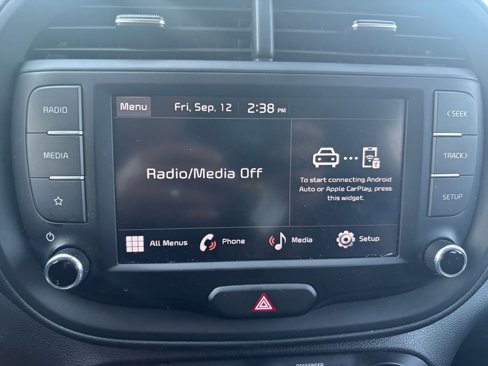 RADIO
MEDIA
Menu
Fri, Sep. 12
2:38 PM
Radio/Media Off
To start connecting Android
Auto or Apple CarPlay, press
this widget.
All Menus
Phone
Media
Setup
< SEEK
TRACK >
SETUP
PASSENGER